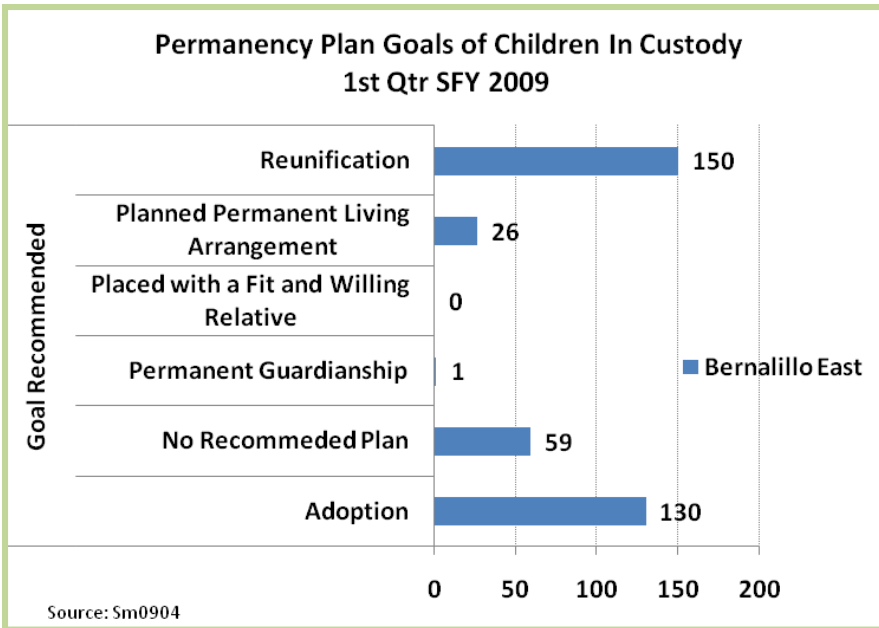 Permanency Plan Goals of Children In Custody
1st Qtr SFY 2009
Goal Recommended
Reunification
150
Planned Permanent Living
Arrangement
26
Placed with a Fit and Willing
Relative
0
Permanent Guardianship
1
Bernalillo East
No Recommeded Plan
59
Adoption
130
0 50 100 150 200
Source: Sm0904